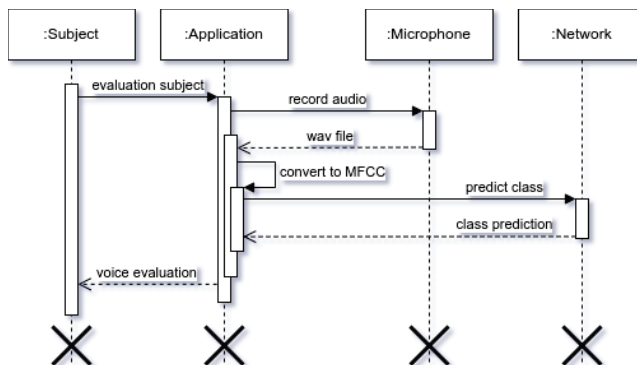 :Subject
:Application
:Microphone
:Network
evaluation subject
record audio
wav file
convert to MFCC
predict class
class prediction
voice evaluation